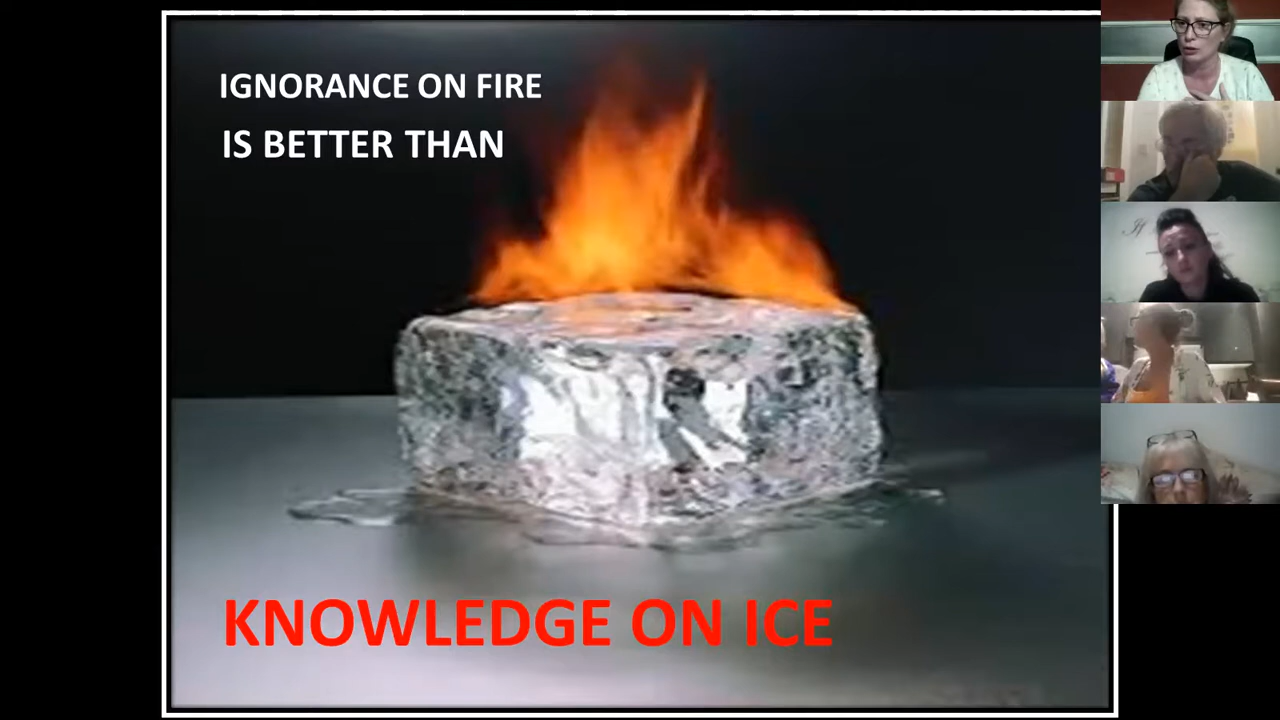 IGNORANCE ON FIRE
IS BETTER THAN
KNOWLEDGE ON ICE